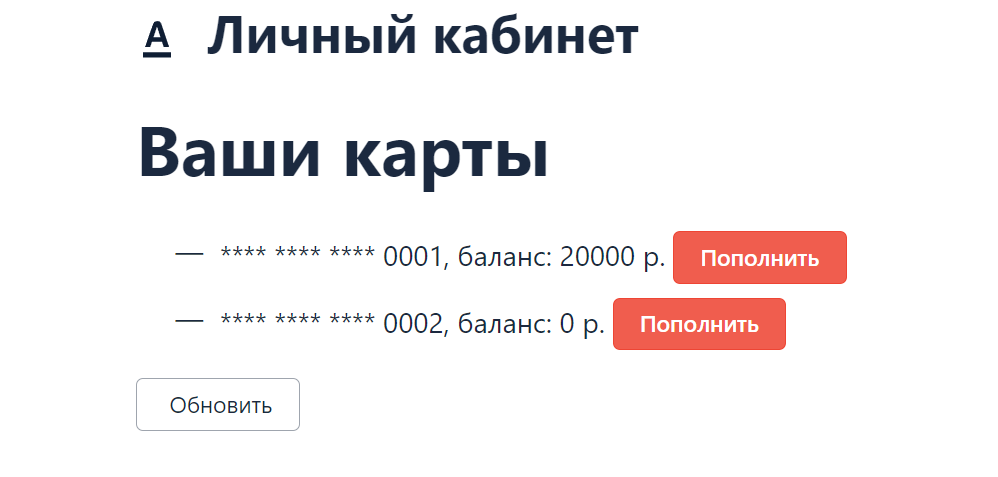 А Личный кабинет
Ваши карты
— **** **** **** 0001, баланс: 20000 р. Пополнить
— **** **** **** 0002, баланс: 0 р. Пополнить
Обновить